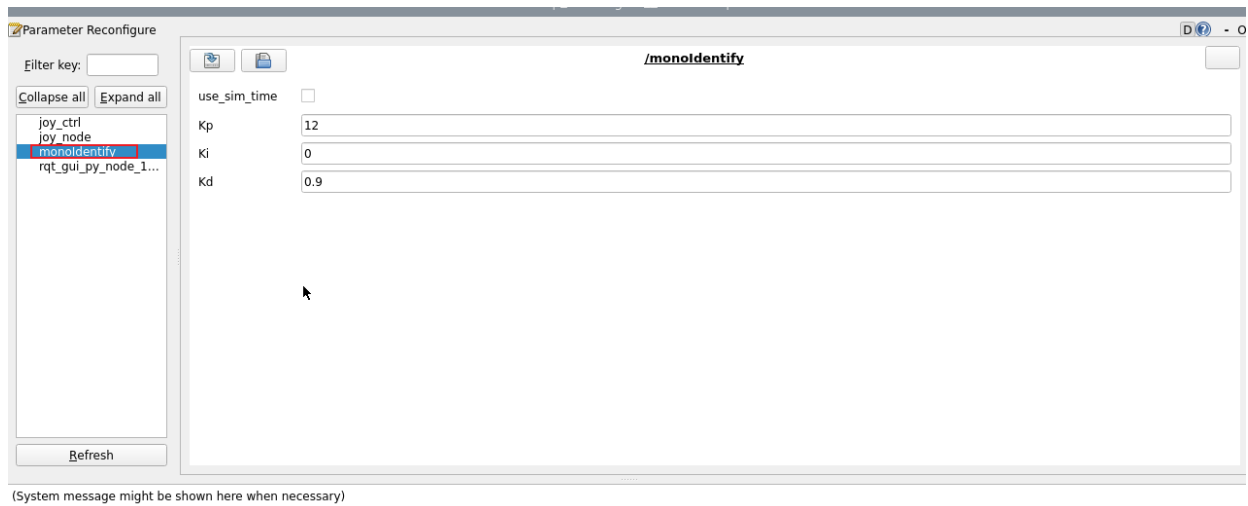 Parameter Reconfigure
D
- O
Filter key:
/monoIdentify
Collapse all Expand all
use_sim_time
joy_ctrl
joy_node
monoIdentify
rqt_gui_py_node_1...
Kp 12
Ki 0
Kd 0.9
Refresh
(System message might be shown here when necessary)